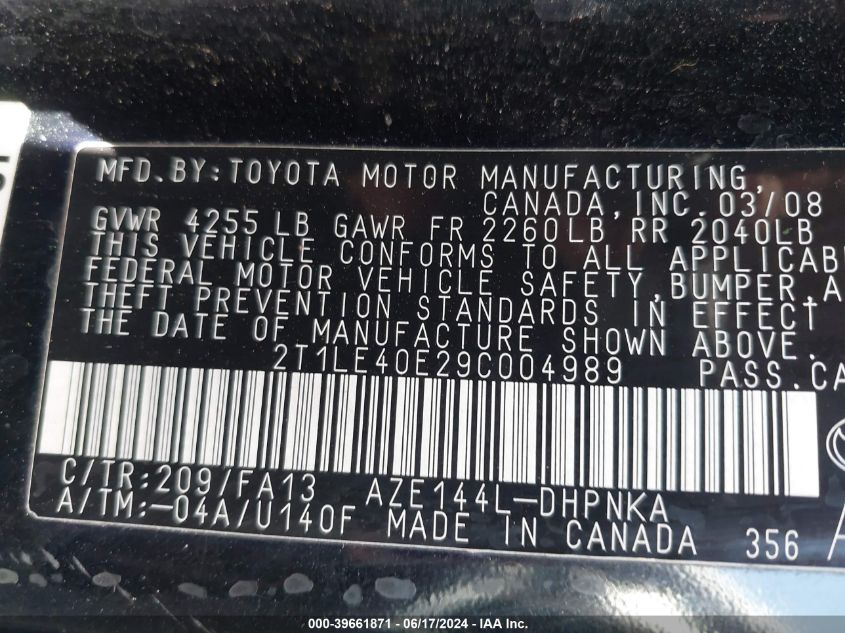 MFD.BY:TOYOTA MOTOR MANUFACTURING,
CANADA,INC. 03/08
GVWR 4255 LB GAWR FR 2260LB RR 2040LB
THIS VEHICLE CONFORMS TO ALL APPLICAB
FEDERAL MOTOR VEHICLE SAFETY,BUMPER,A
THEFT PREVENTION STANDARDS IN EFFECT
THE DATE OF MANUFACTURE SHOWN ABOVE.
2T1LE40E29C004989 PASS.CA
C/TR:209/FA13 AZE144L-DHPNKA
A/TM:-04A/U140F MADE IN CANADA 356
000-39661871 - 06/17/2024 - IAAI Inc.